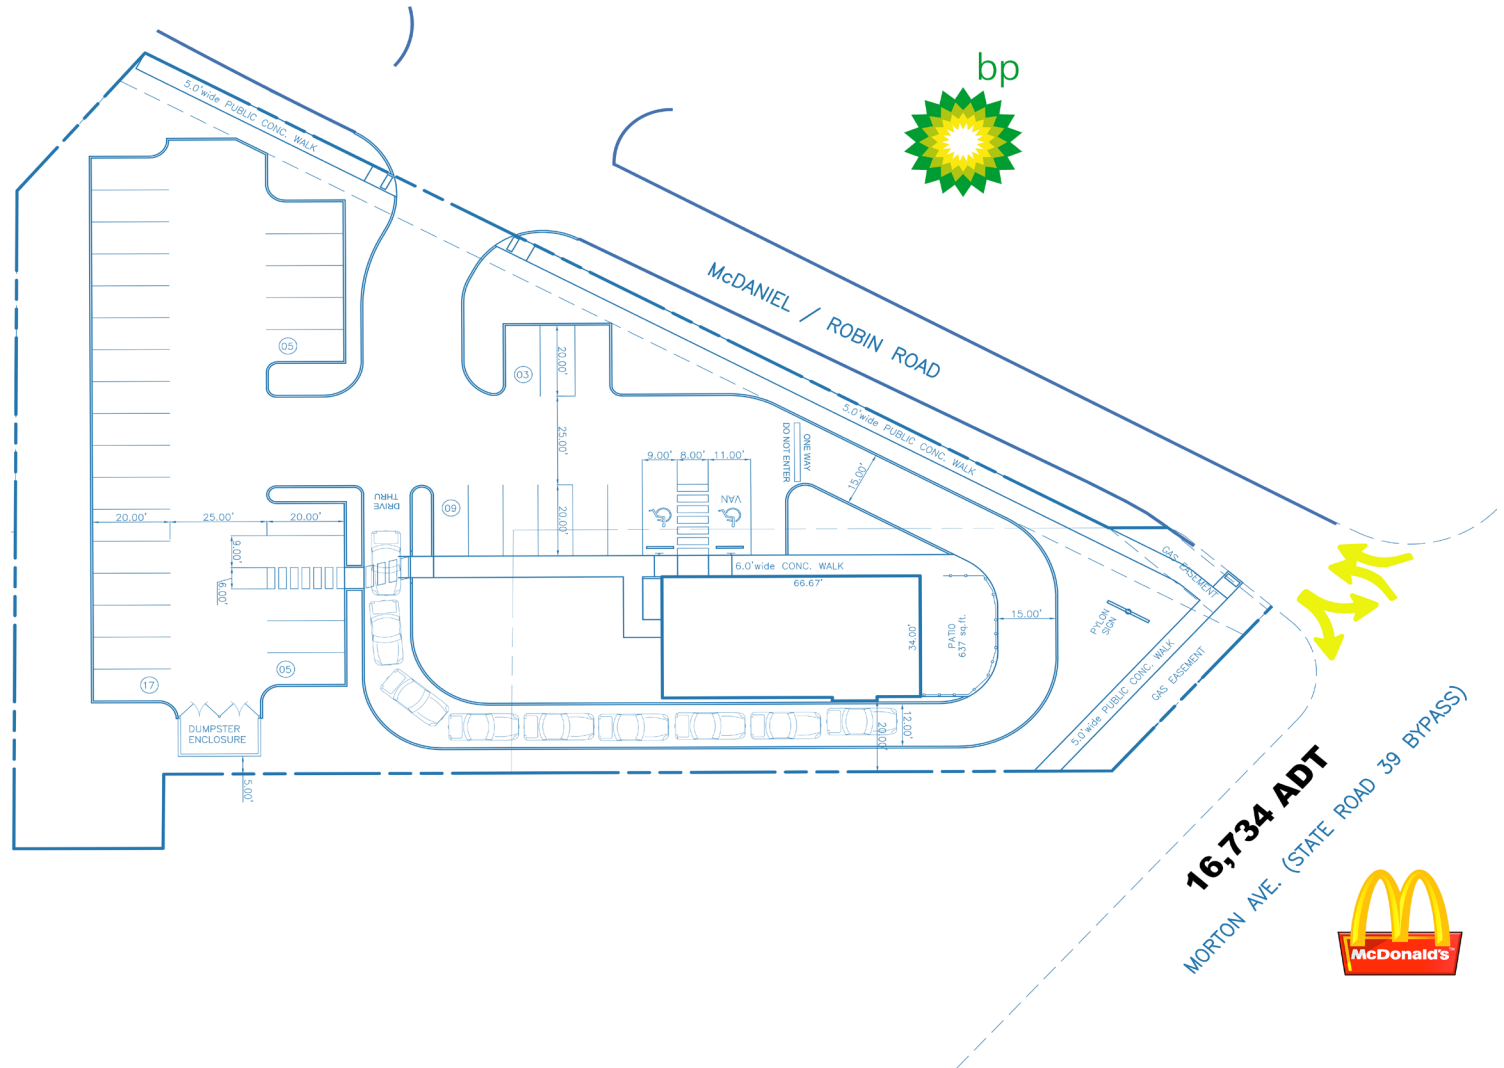 bp
5.0'wide PUBLIC CONC. WALK
McDANIEL / ROBIN ROAD
05
03
20.00'
5.0'wide PUBLIC CONC. WALK
25.00'
DO NOT ENTER
ONE WAY
9.00' 8.00' 11.00'
15.00'
DRIVE
THRU
09
VAN
20.00'
20.00' 25.00' 20.00'
9.00'
6.00'
6.0'wide CONC. WALK
66.67'
34.00'
PATIO
637 sq.ft.
15.00'
GAS EASEMENT
PYLON
SIGN
5.0'wide PUBLIC CONC. WALK
GAS EASEMENT
05
17
DUMPSTER
ENCLOSURE
5.00'
20.00'
12.00'
16,734 ADT
MORTON AVE. (STATE ROAD 39 BYPASS)
McDonald's™